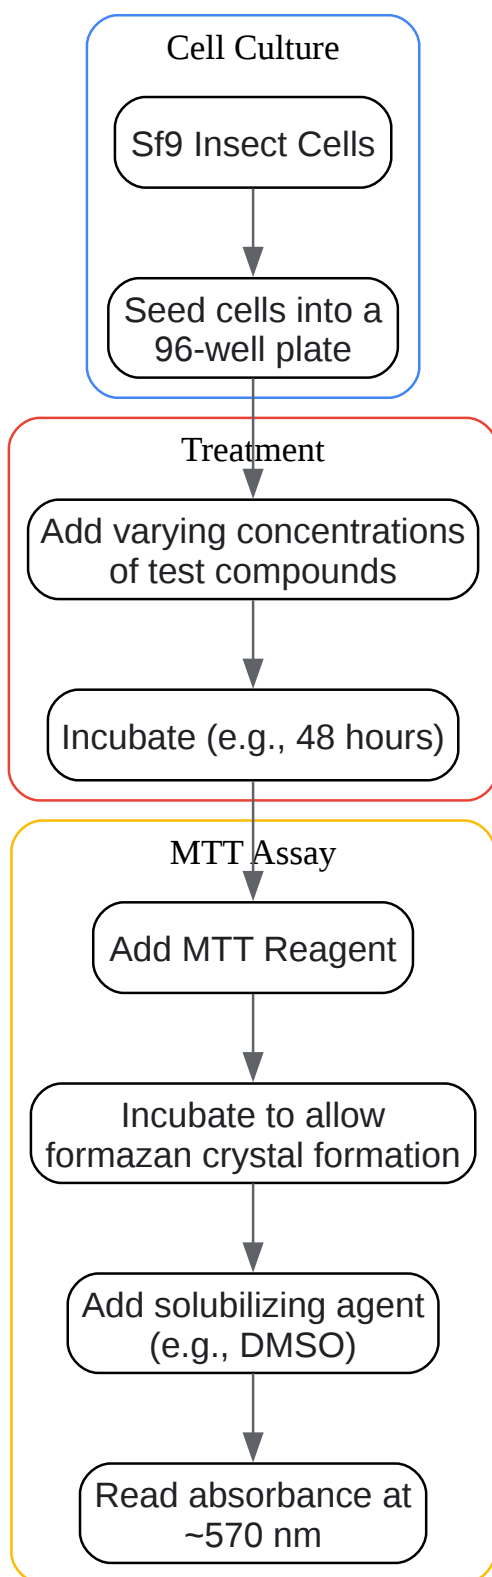 Cell Culture
Sf9 Insect Cells
Seed cells into a
96-well plate
Treatment
Add varying concentrations
of test compounds
Incubate (e.g., 48 hours)
MTT Assay
Add MTT Reagent
Incubate to allow
formazan crystal formation
Add solubilizing agent
(e.g., DMSO)
Read absorbance at
~570 nm